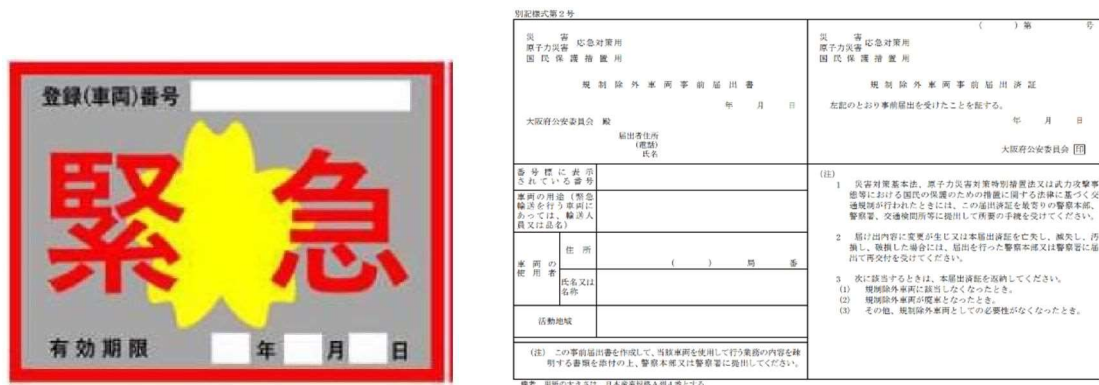 登録(車両)番号
緊急
有効期限 年 月 日
別記様式第2号
災害
原子力災害 応急対策用
国民保護措置用
規制除外車両事前届出書
年 月 日
大阪府公安委員会 殿
届出者住所
(電話)
氏名
番号標に表示
されている番号
車両の用途(緊急
輸送を行う車両に
あっては、輸送人
員又は品名)
車両の
使用者
住所
( ) 局 番
氏名又は
名称
活動地域
(注) この事前届出書を作成して、当該車両を使用して行う業務の内容を疎
明する書類を添付の上、警察本部又は警察署に提出してください。
備考 用紙の大きさは、日本産業規格A列4番とする
( )第 号
災害
原子力災害 応急対策用
国民保護措置用
規制除外車両事前届出済証
左記のとおり事前届出を受けたことを証する。
年 月 日
大阪府公安委員会 印
(注)
1 災害対策基本法、原子力災害対策特別措置法又は武力攻撃事
態等における国民の保護のための措置に関する法律に基づく交
通規制が行われたときには、この届出済証を最寄りの警察本部、
警察署、交通検問所等に提出して所要の手続を受けてください。
2 届け出内容に変更が生じ又は本届出済証を亡失し、滅失し、汚
損し、破損した場合には、届出を行った警察本部又は警察署に届
出て再交付を受けてください。
3 次に該当するときは、本届出済証を返納してください。
(1) 規制除外車両に該当しなくなったとき。
(2) 規制除外車両が廃車となったとき。
(3) その他、規制除外車両としての必要性がなくなったとき。